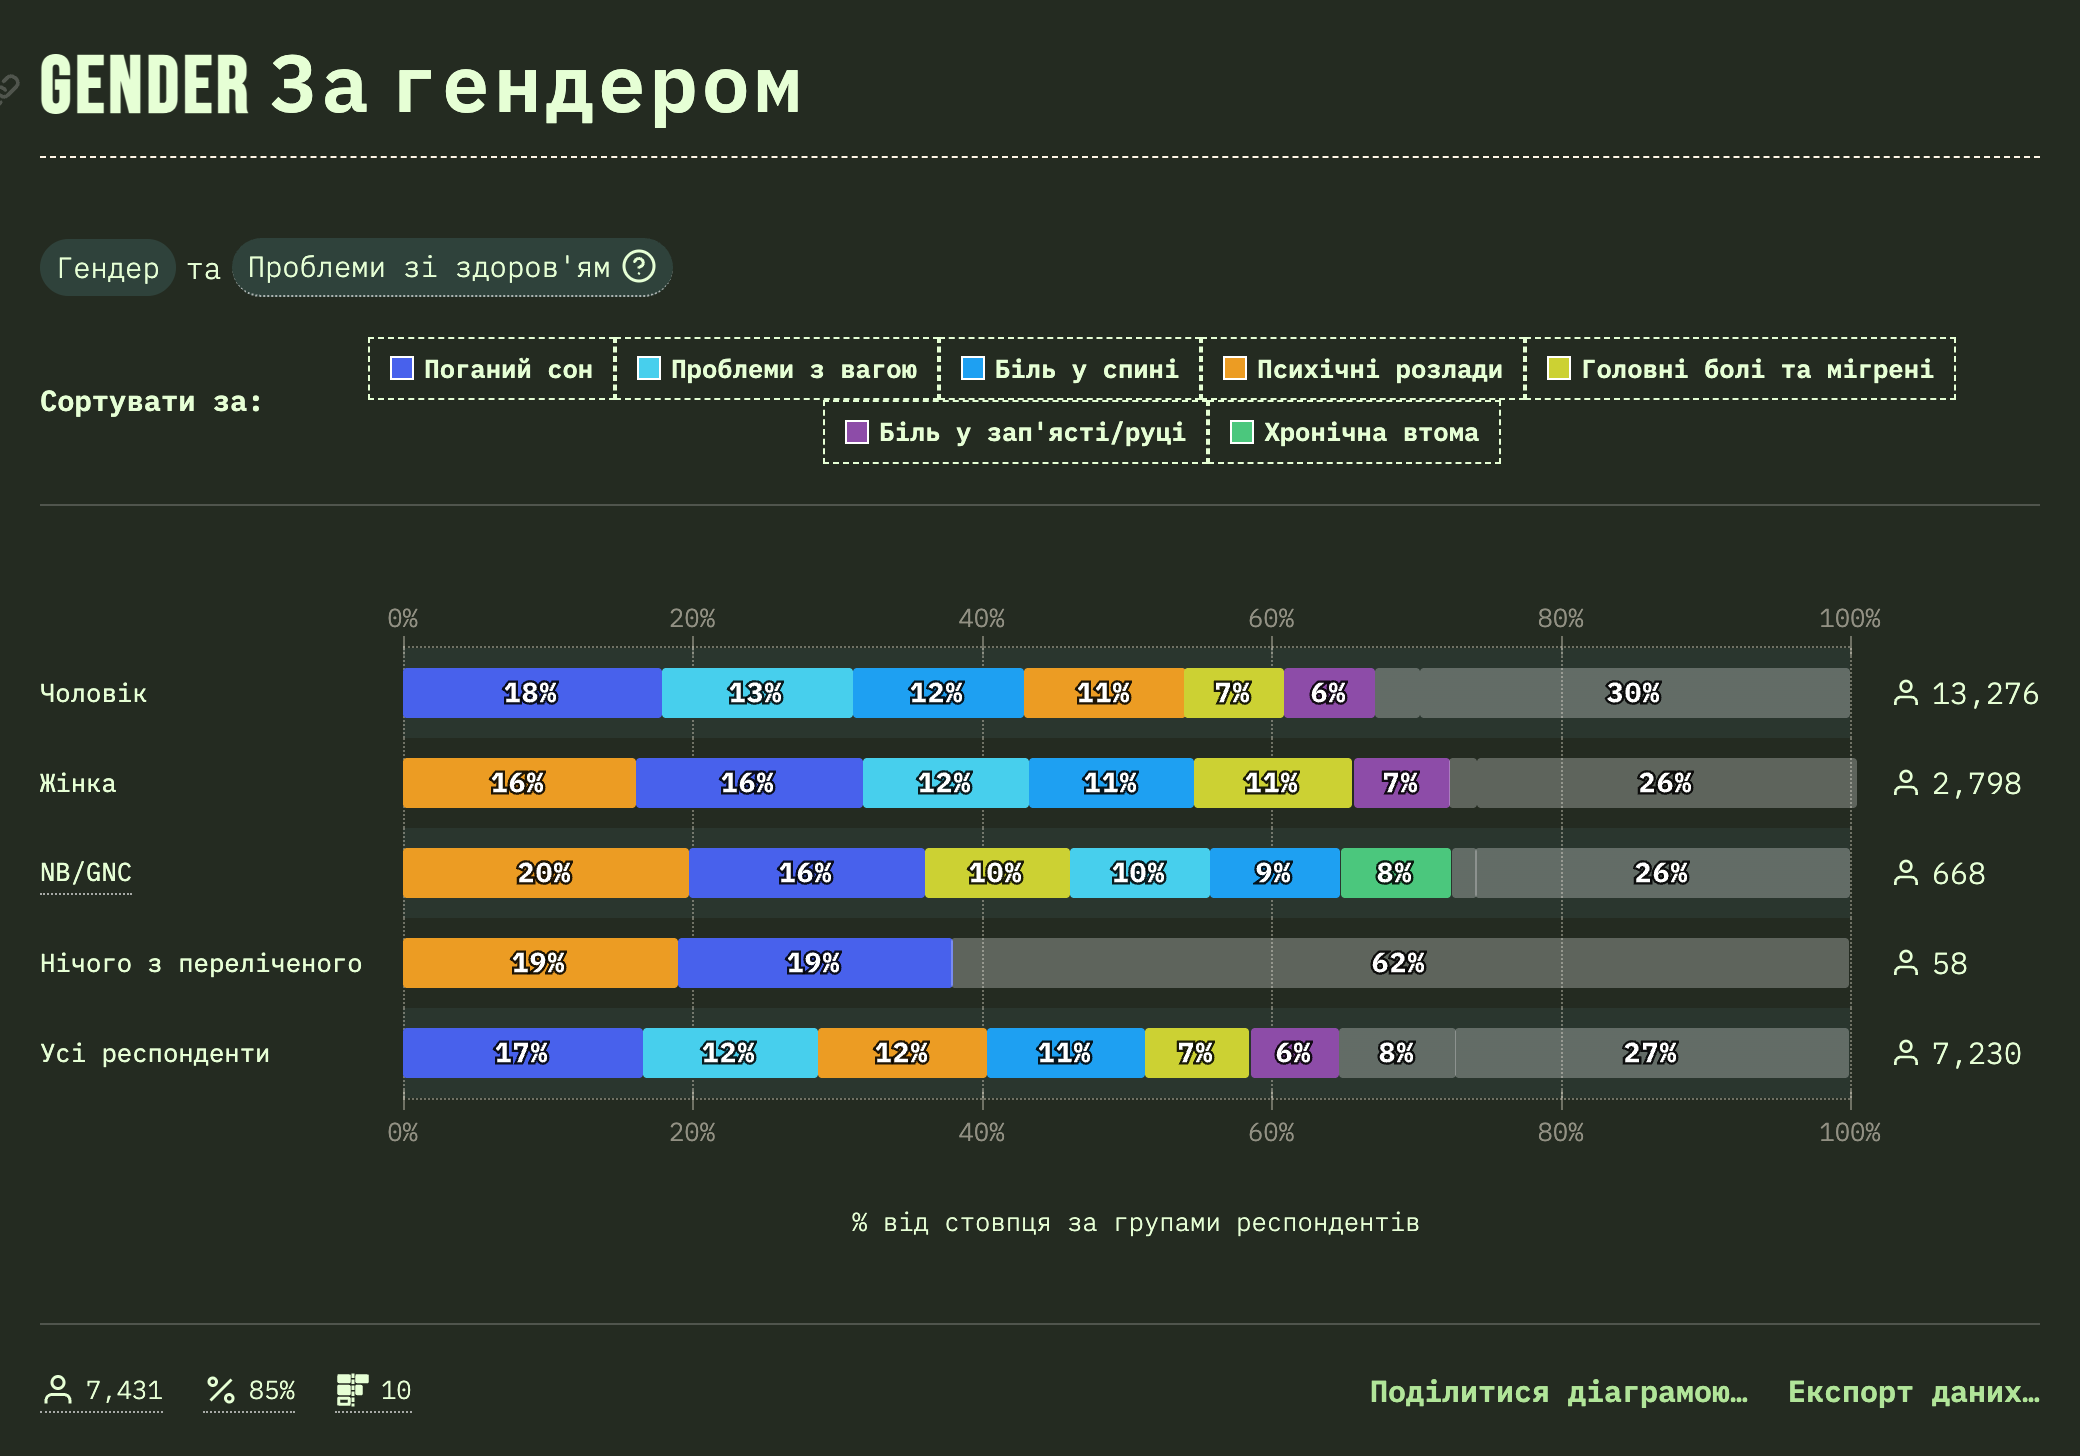 GENDER За гендером
Гендер та Проблеми зі здоров'ям ?
Сортувати за:
Поганий сон Проблеми з вагою Біль у спині Психічні розлади Головні болі та мігрені
Біль у зап'ясті/руці Хронічна втома
0% 20% 40% 60% 80% 100%
Чоловік 18% 13% 12% 11% 7% 6% 30% 13,276
Жінка 16% 16% 12% 11% 11% 7% 26% 2,798
NB/GNC 20% 16% 10% 10% 9% 8% 26% 668
Нічого з переліченого 19% 19% 62% 58
Усі респонденти 17% 12% 12% 11% 7% 6% 8% 27% 7,230
0% 20% 40% 60% 80% 100%
% від стовпця за групами респондентів
7,431 85% 10 Поділитися діаграмою… Експорт даних…